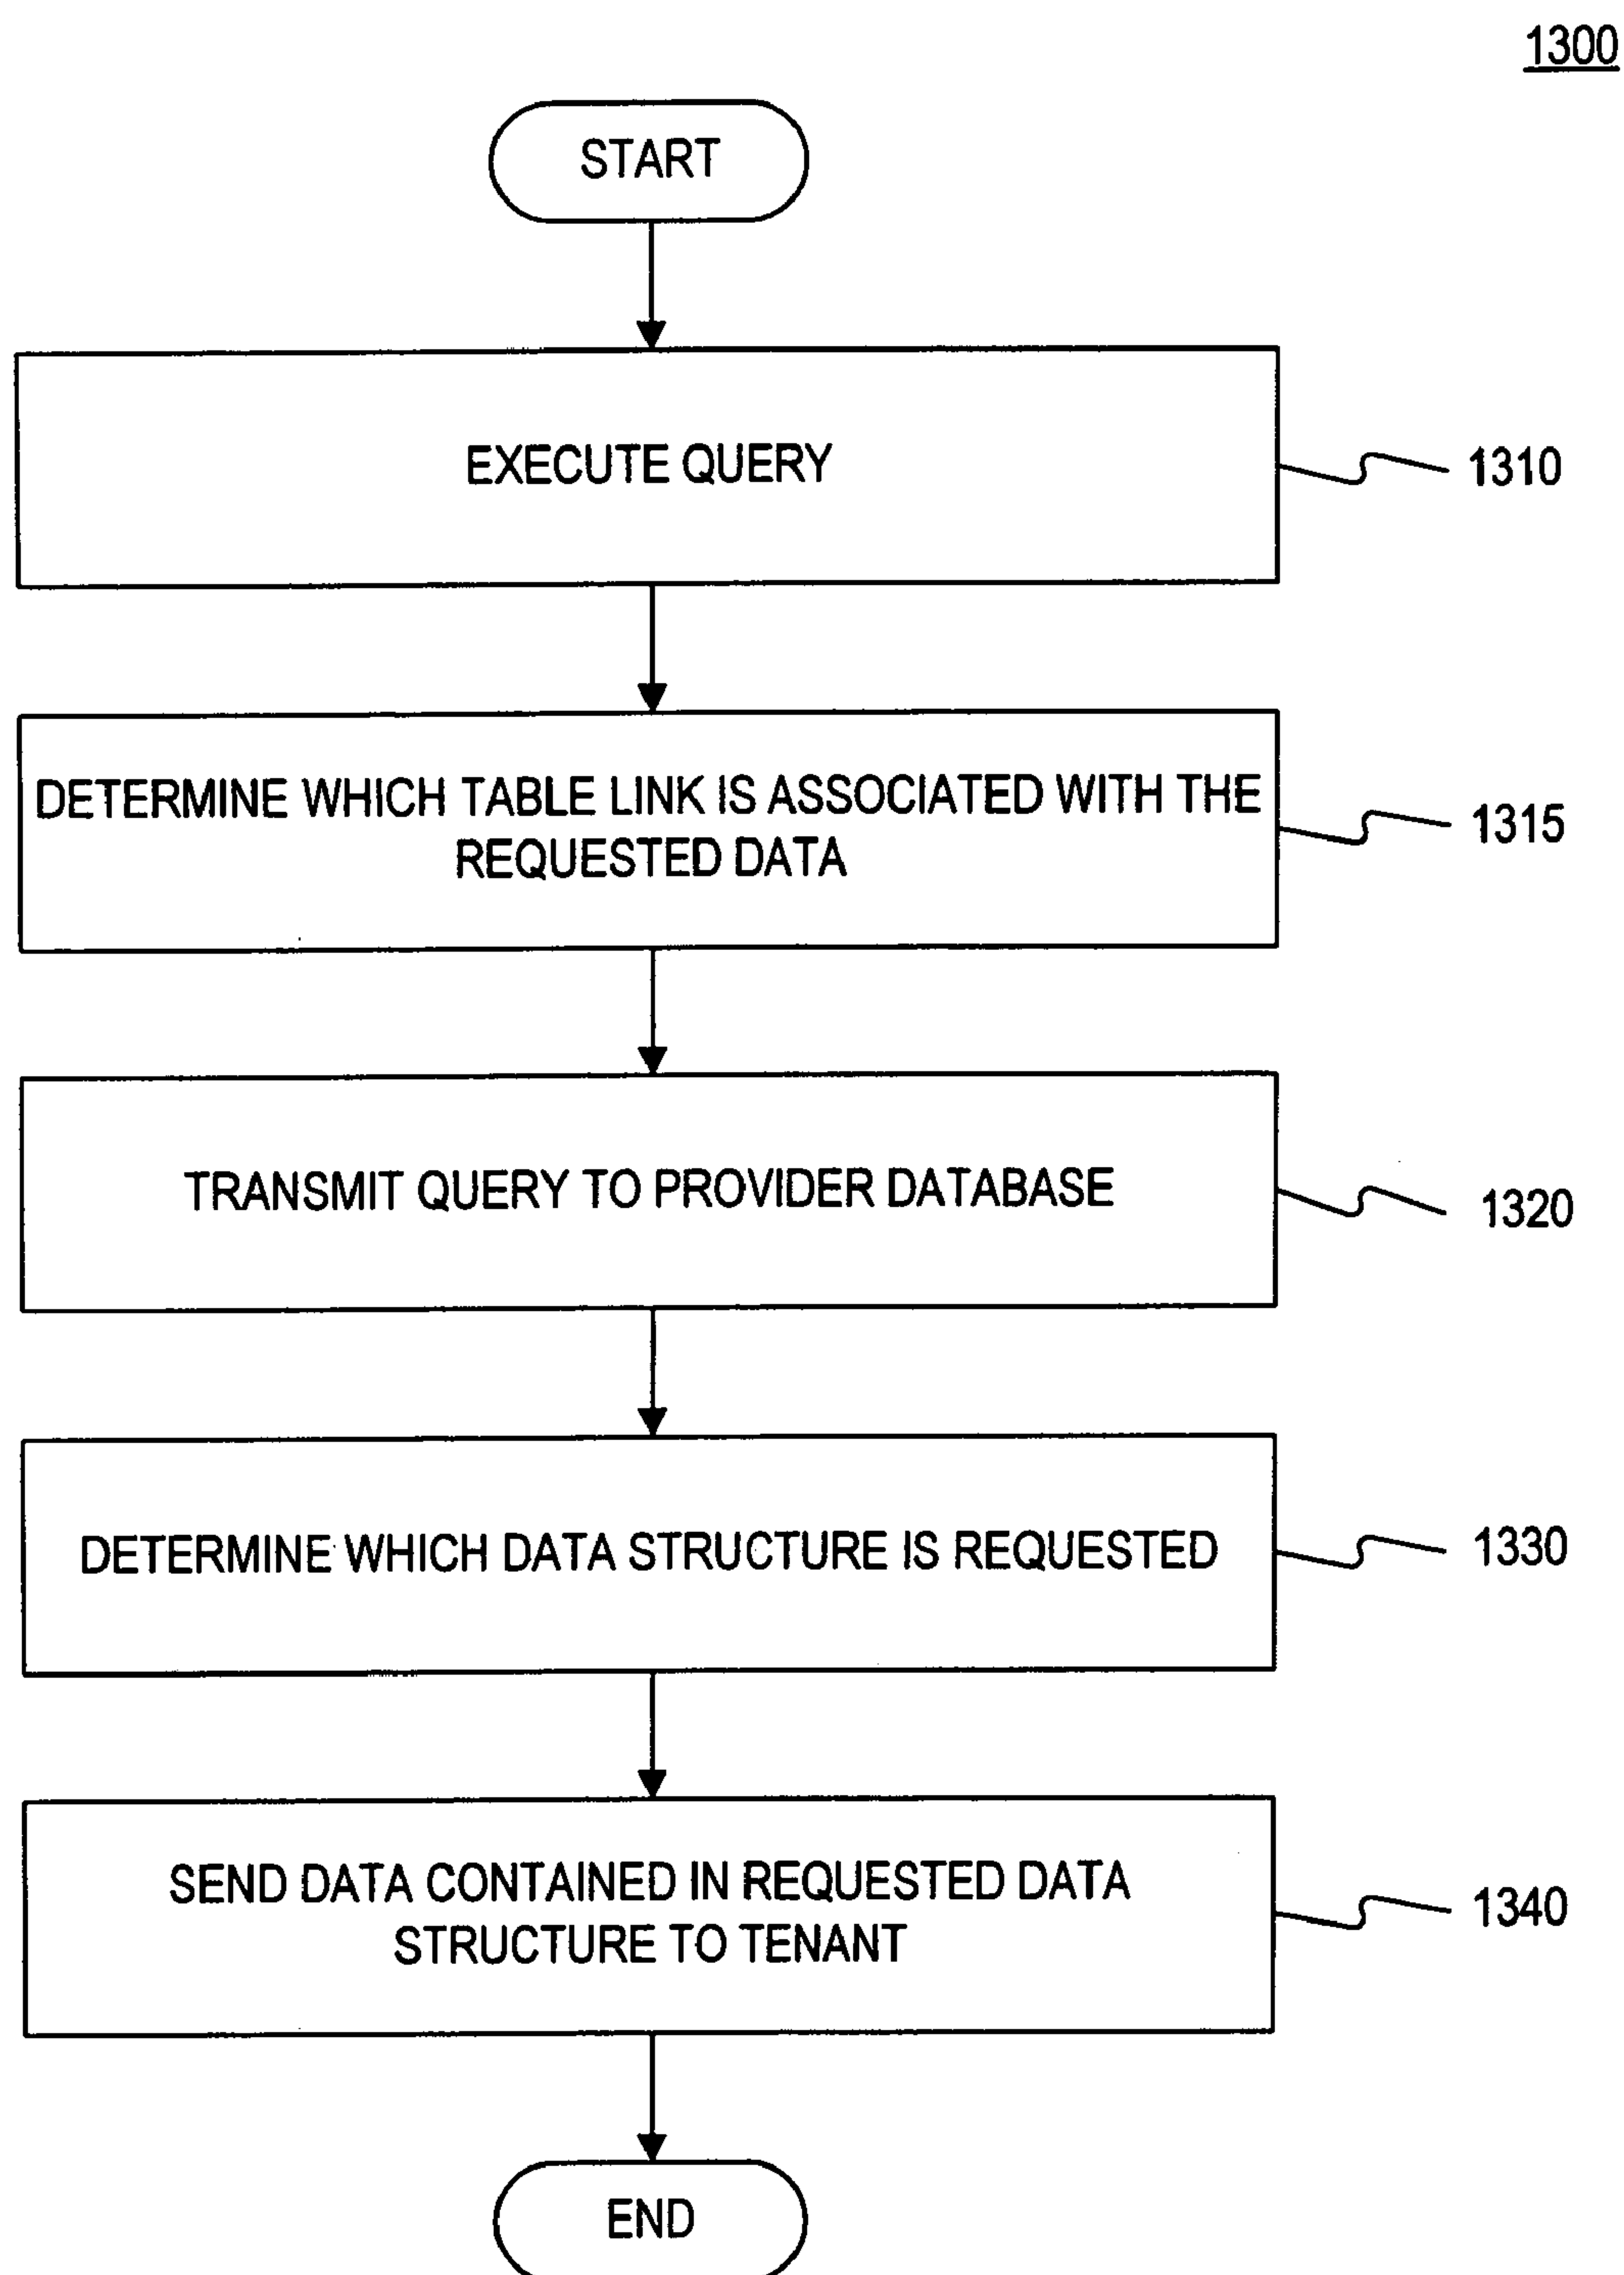 1300
START
EXECUTE QUERY
1310
DETERMINE WHICH TABLE LINK IS ASSOCIATED WITH THE
REQUESTED DATA
1315
TRANSMIT QUERY TO PROVIDER DATABASE
1320
DETERMINE WHICH DATA STRUCTURE IS REQUESTED
1330
SEND DATA CONTAINED IN REQUESTED DATA
STRUCTURE TO TENANT
1340
END